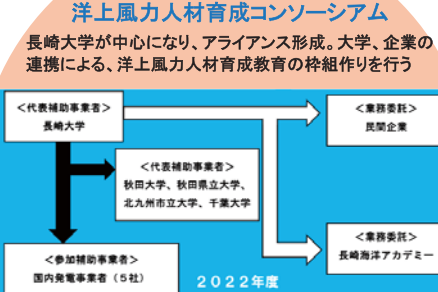 洋上風力人材育成コンソーシアム
長崎大学が中心になり、アライアンス形成。大学、企業の
連携による、洋上風力人材育成教育の枠組作りを行う
＜代表補助事業者＞
長崎大学
＜業務委託＞
民間企業
＜代表補助事業者＞
秋田大学、秋田県立大学、
北九州市立大学、千葉大学
＜業務委託＞
長崎海洋アカデミー
＜参加補助事業者＞
国内発電事業者（５社）
２０２２年度